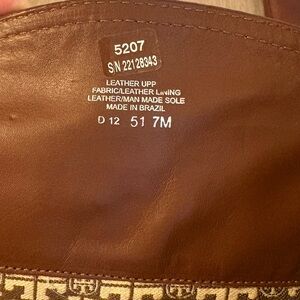 5207
S/N 22128343
LEATHER UPP
FABRIC/LEATHER LINING
LEATHER/MAN MADE SOLE
MADE IN BRAZIL
D 12 51 7M